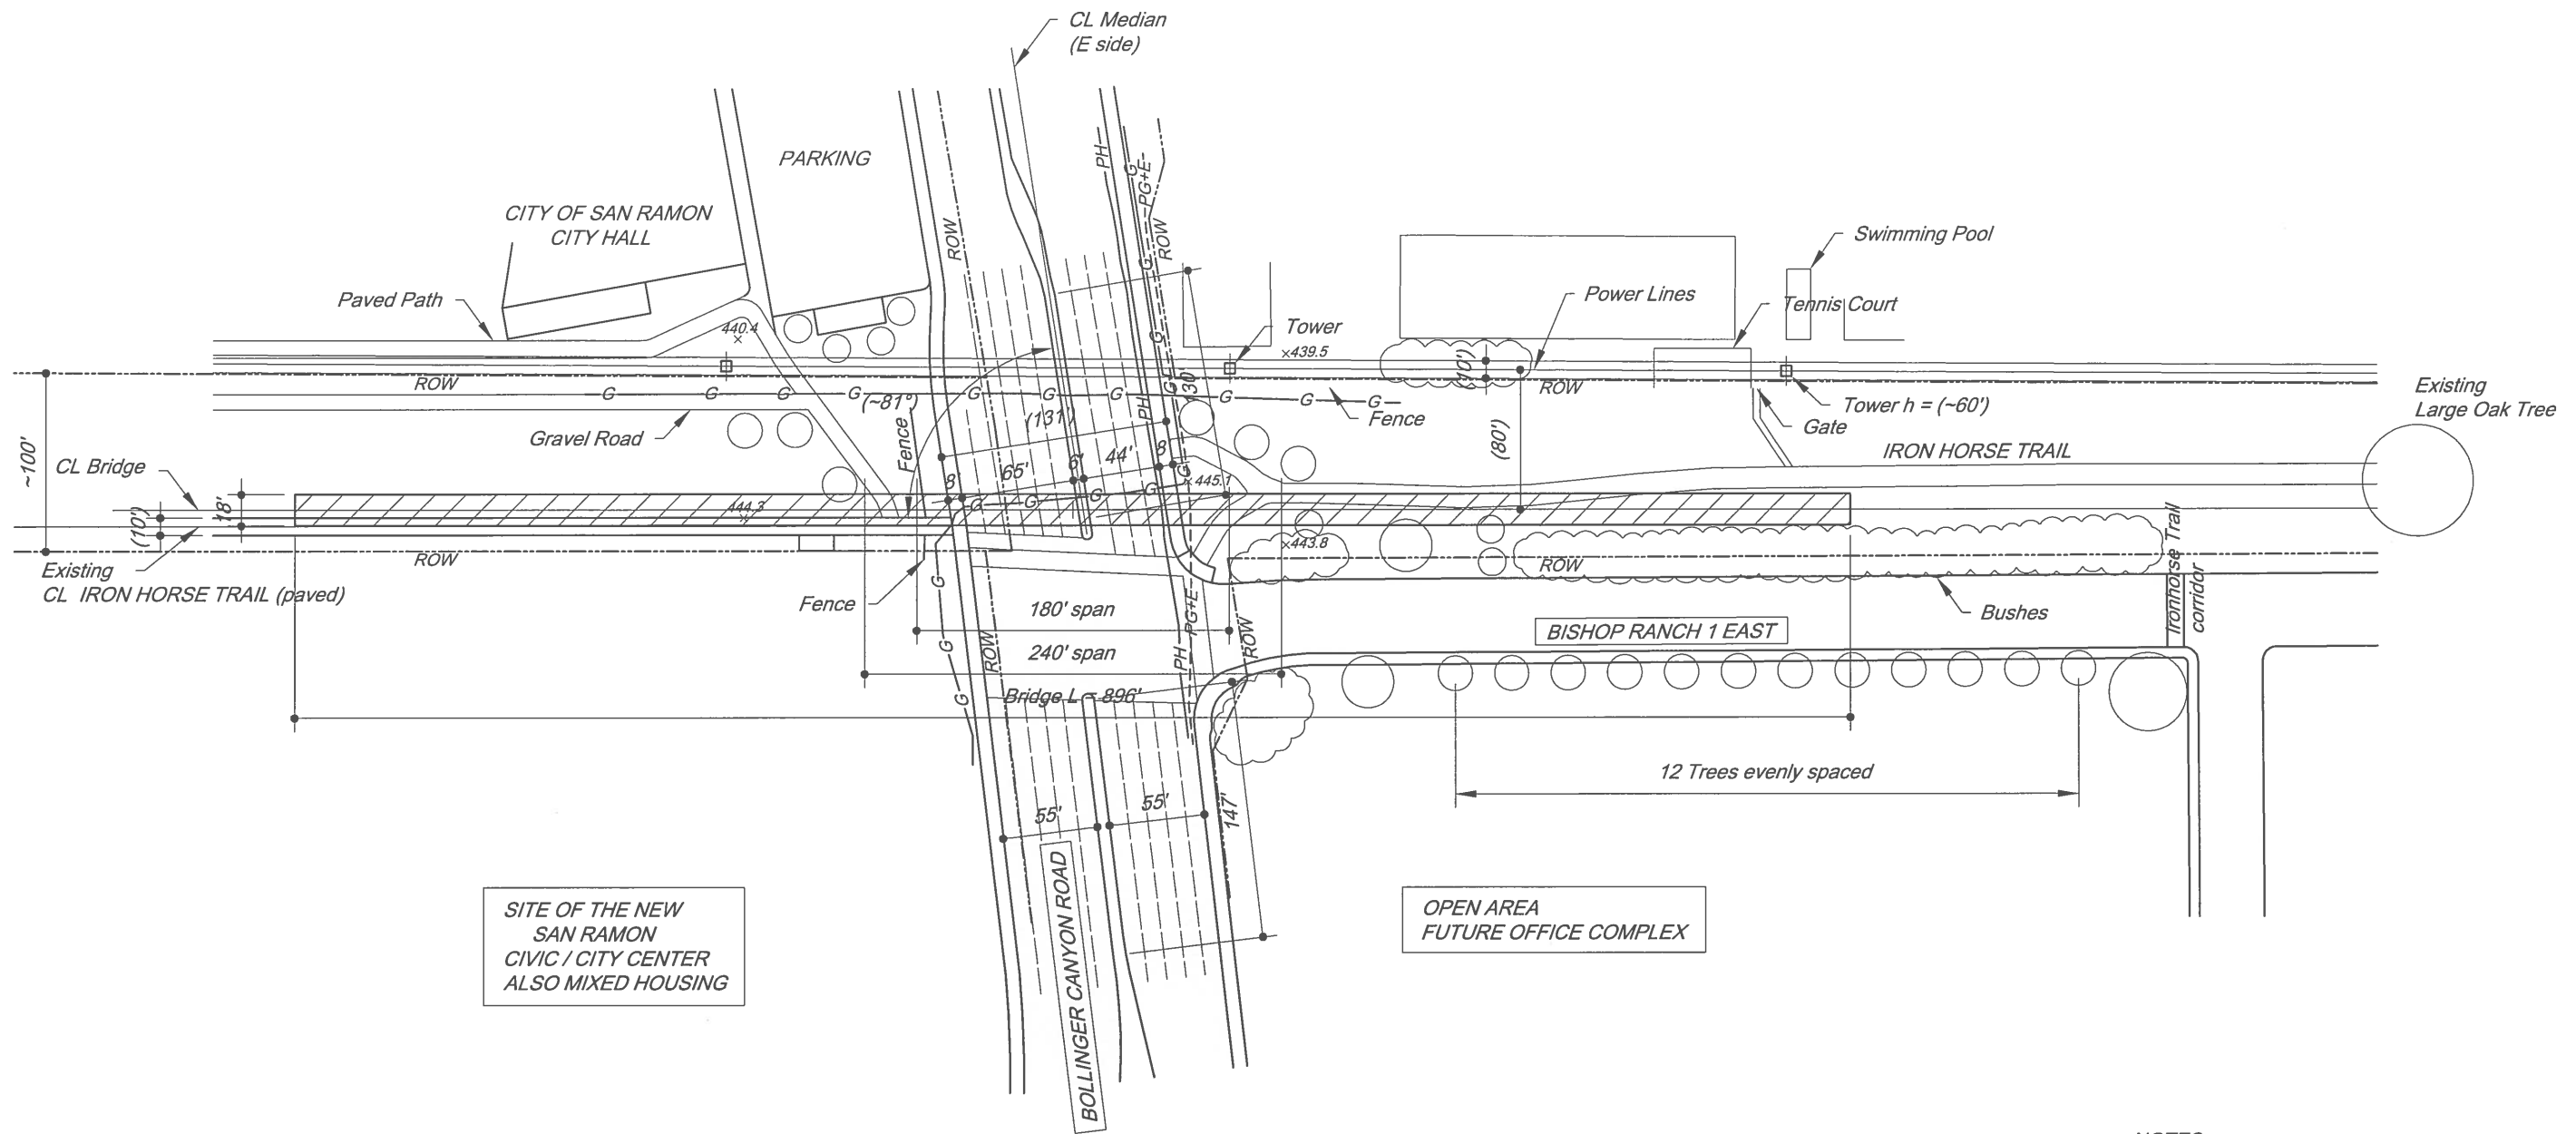 CL Median
(E side)
PARKING
CITY OF SAN RAMON
CITY HALL
Paved Path
440.4
ROW
PH
G
PG+E
ROW
Swimming Pool
Power Lines
Tennis Court
Tower
439.5
(10')
ROW
G
G
G
G
G
G
G
G
G
G
G
G
G
130'
ROW
Existing
Large Oak Tree
Tower h = (~60')
Gate
Fence
(~81°)
(131')
PH
Gravel Road
Fence
~100'
CL Bridge
65'
6'
44'
8'
8
G
(80')
IRON HORSE TRAIL
18'
(10')
444.3
G
G
G
G
445.1
443.8
ROW
ROW
Existing
CL IRON HORSE TRAIL (paved)
Fence
G
G
G
ROW
180' span
240' span
Bridge L = 896'
PG+E
PH
ROW
BISHOP RANCH 1 EAST
Bushes
Ironhorse Trail
corridor
12 Trees evenly spaced
55'
55'
147'
BOLLINGER CANYON ROAD
SITE OF THE NEW
SAN RAMON
CIVIC / CITY CENTER
ALSO MIXED HOUSING
OPEN AREA
FUTURE OFFICE COMPLEX